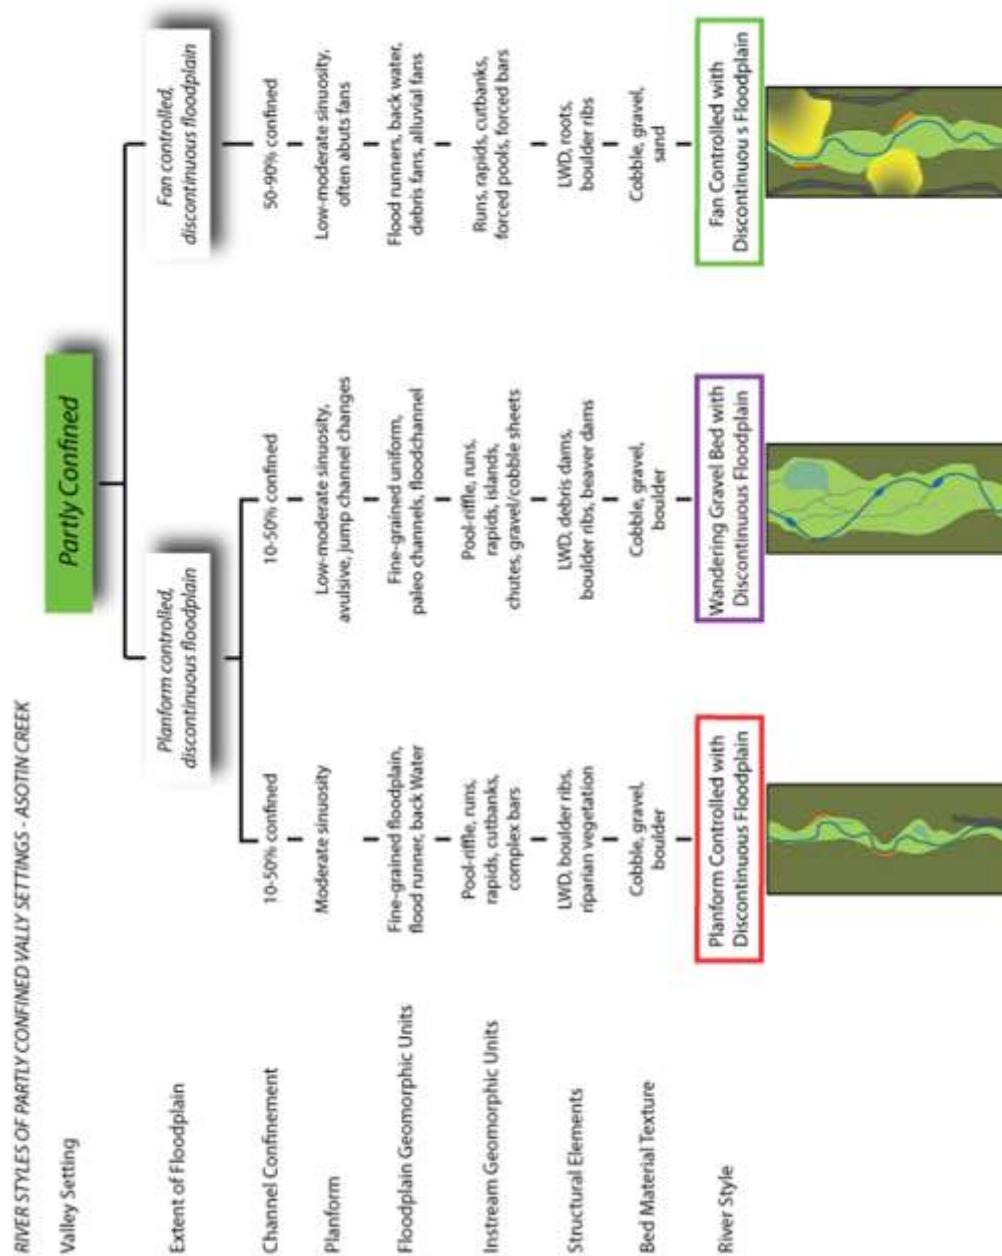 RIVER STYLES OF PARTLY CONFINED VALLY SETTINGS - ASOTIN CREEK
Valley Setting
Partly Confined
Extent of Floodplain
Planform controlled,
discontinuous floodplain
Fan controlled,
discontinuous floodplain
Channel Confinement
10-50% confined
10-50% confined
50-90% confined
Planform
Moderate sinuosity
Low-moderate sinuosity,
avulsive, jump channel changes
Low-moderate sinuosity,
often abuts fans
Floodplain Geomorphic Units
Fine-grained floodplain,
flood runner, back Water
Fine-grained uniform,
paleo channels, floodchannel
Flood runners, back water,
debris fans, alluvial fans
Instream Geomorphic Units
Pool-riffle, runs,
rapids, cutbanks,
complex bars
Pool-riffle, runs,
rapids, islands,
chutes, gravel/cobble sheets
Runs, rapids, cutbanks,
forced pools, forced bars
Structural Elements
LWD, boulder ribs,
riparian vegetation
LWD, debris dams,
boulder ribs, beaver dams
LWD, roots,
boulder ribs
Bed Material Texture
Cobble, gravel,
boulder
Cobble, gravel,
boulder
Cobble, gravel,
sand
River Style
Planform Controlled with
Discontinuous Floodplain
Wandering Gravel Bed with
Discontinuous Floodplain
Fan Controlled with
Discontinuou s Floodplain